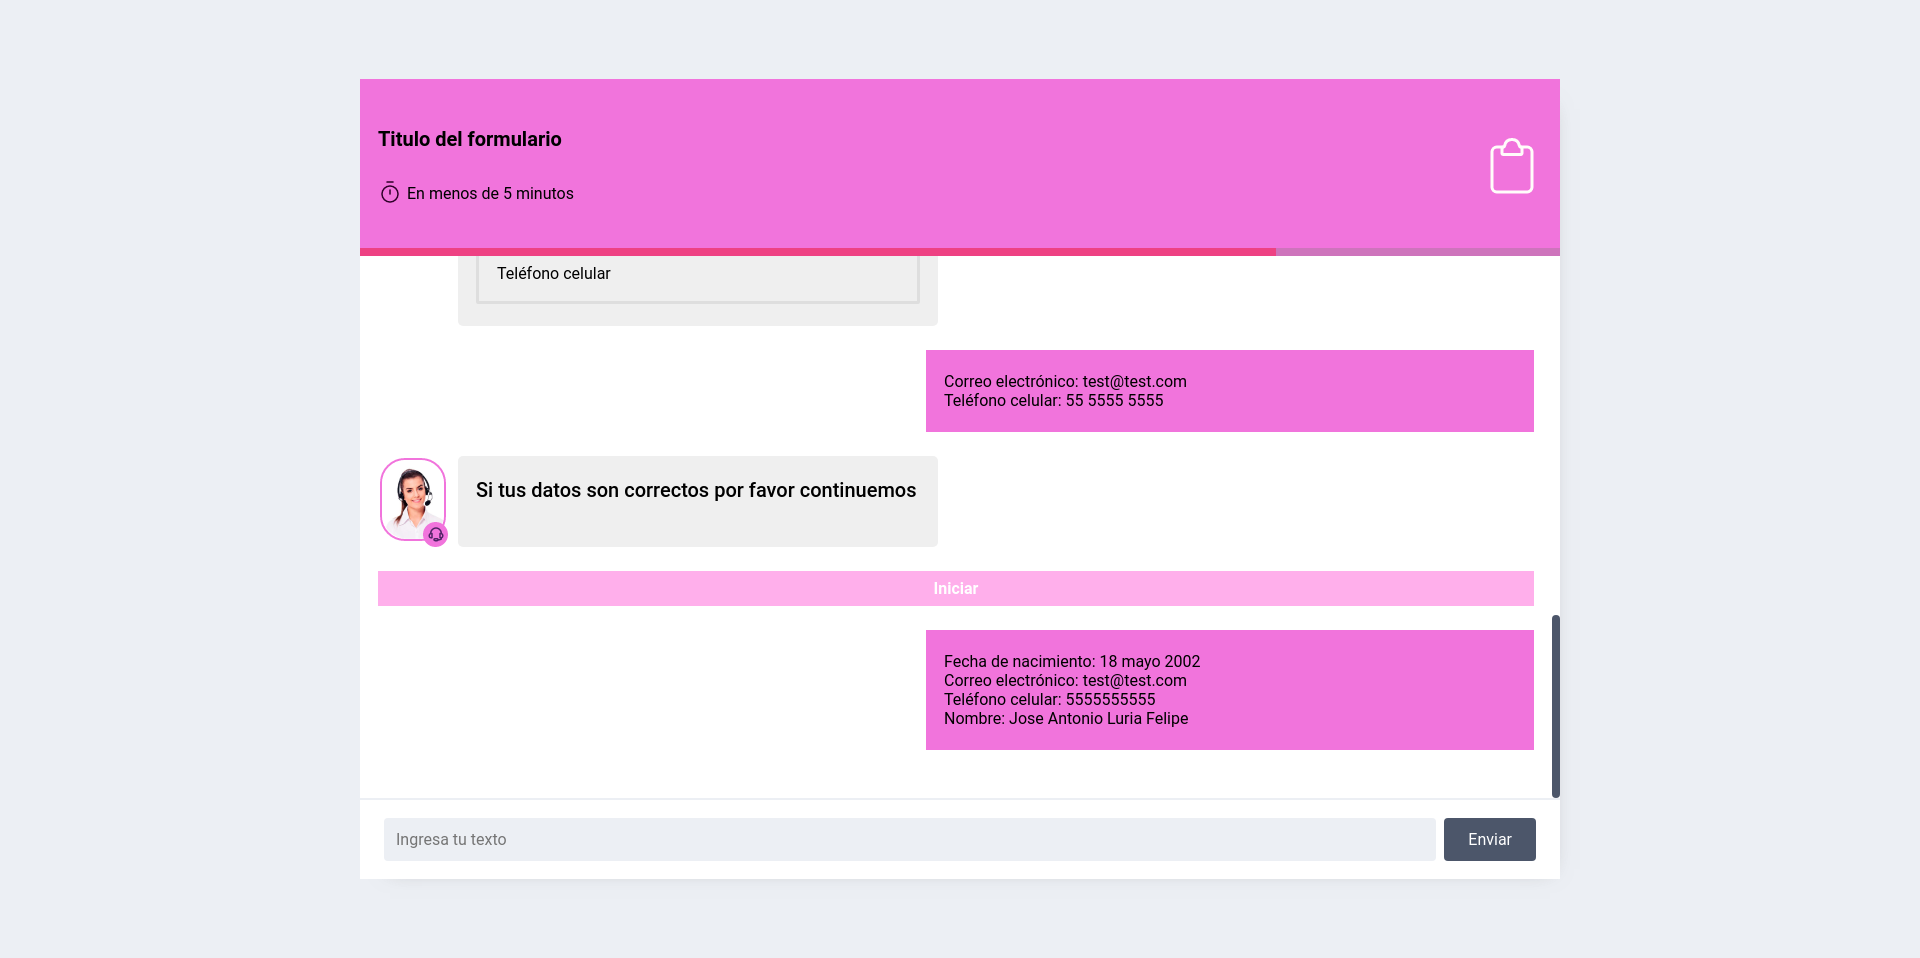 Titulo del formulario
En menos de 5 minutos
Teléfono celular
Correo electrónico: test@test.com
Teléfono celular: 55 5555 5555
Si tus datos son correctos por favor continuemos
Iniciar
Fecha de nacimiento: 18 mayo 2002
Correo electrónico: test@test.com
Teléfono celular: 5555555555
Nombre: Jose Antonio Luria Felipe
Ingresa tu texto
Enviar